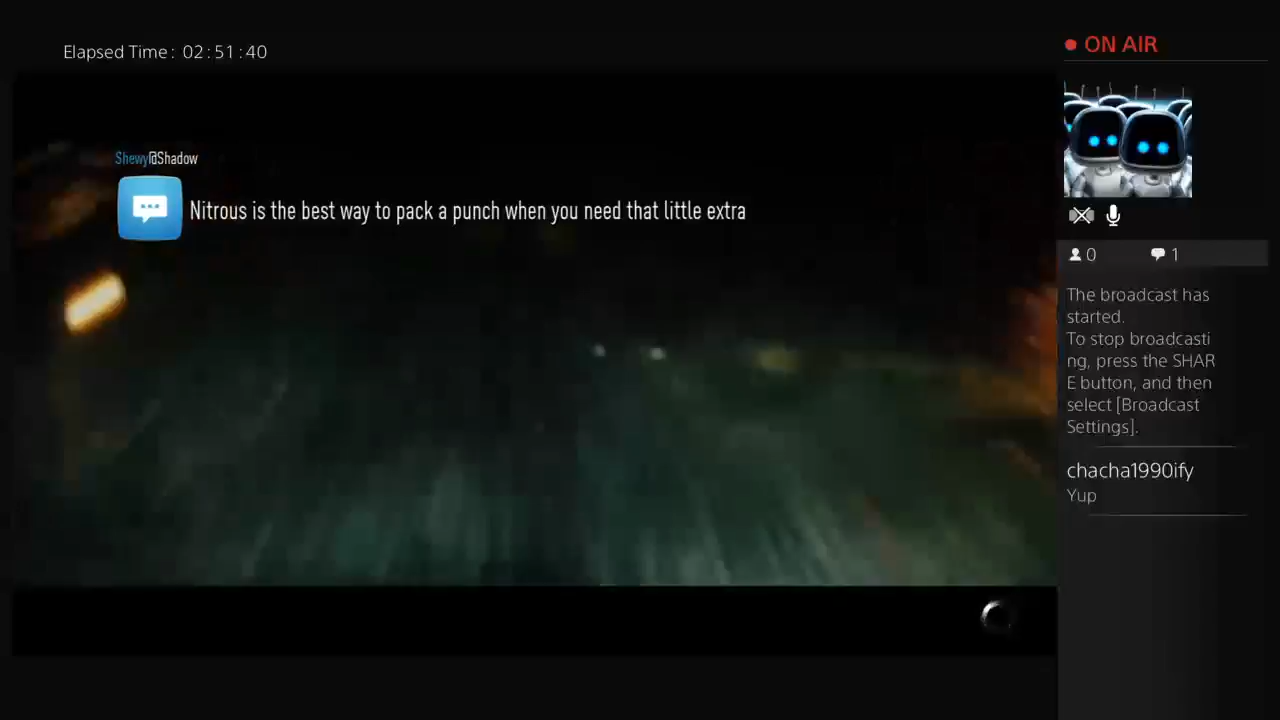 Elapsed Time: 02:51:40
ON AIR
Shewy@Shadow
Nitrous is the best way to pack a punch when you need that little extra
0
1
The broadcast has
started.
To stop broadcasti
ng, press the SHAR
E button, and then
select [Broadcast
Settings].
chacha1990ify
Yup